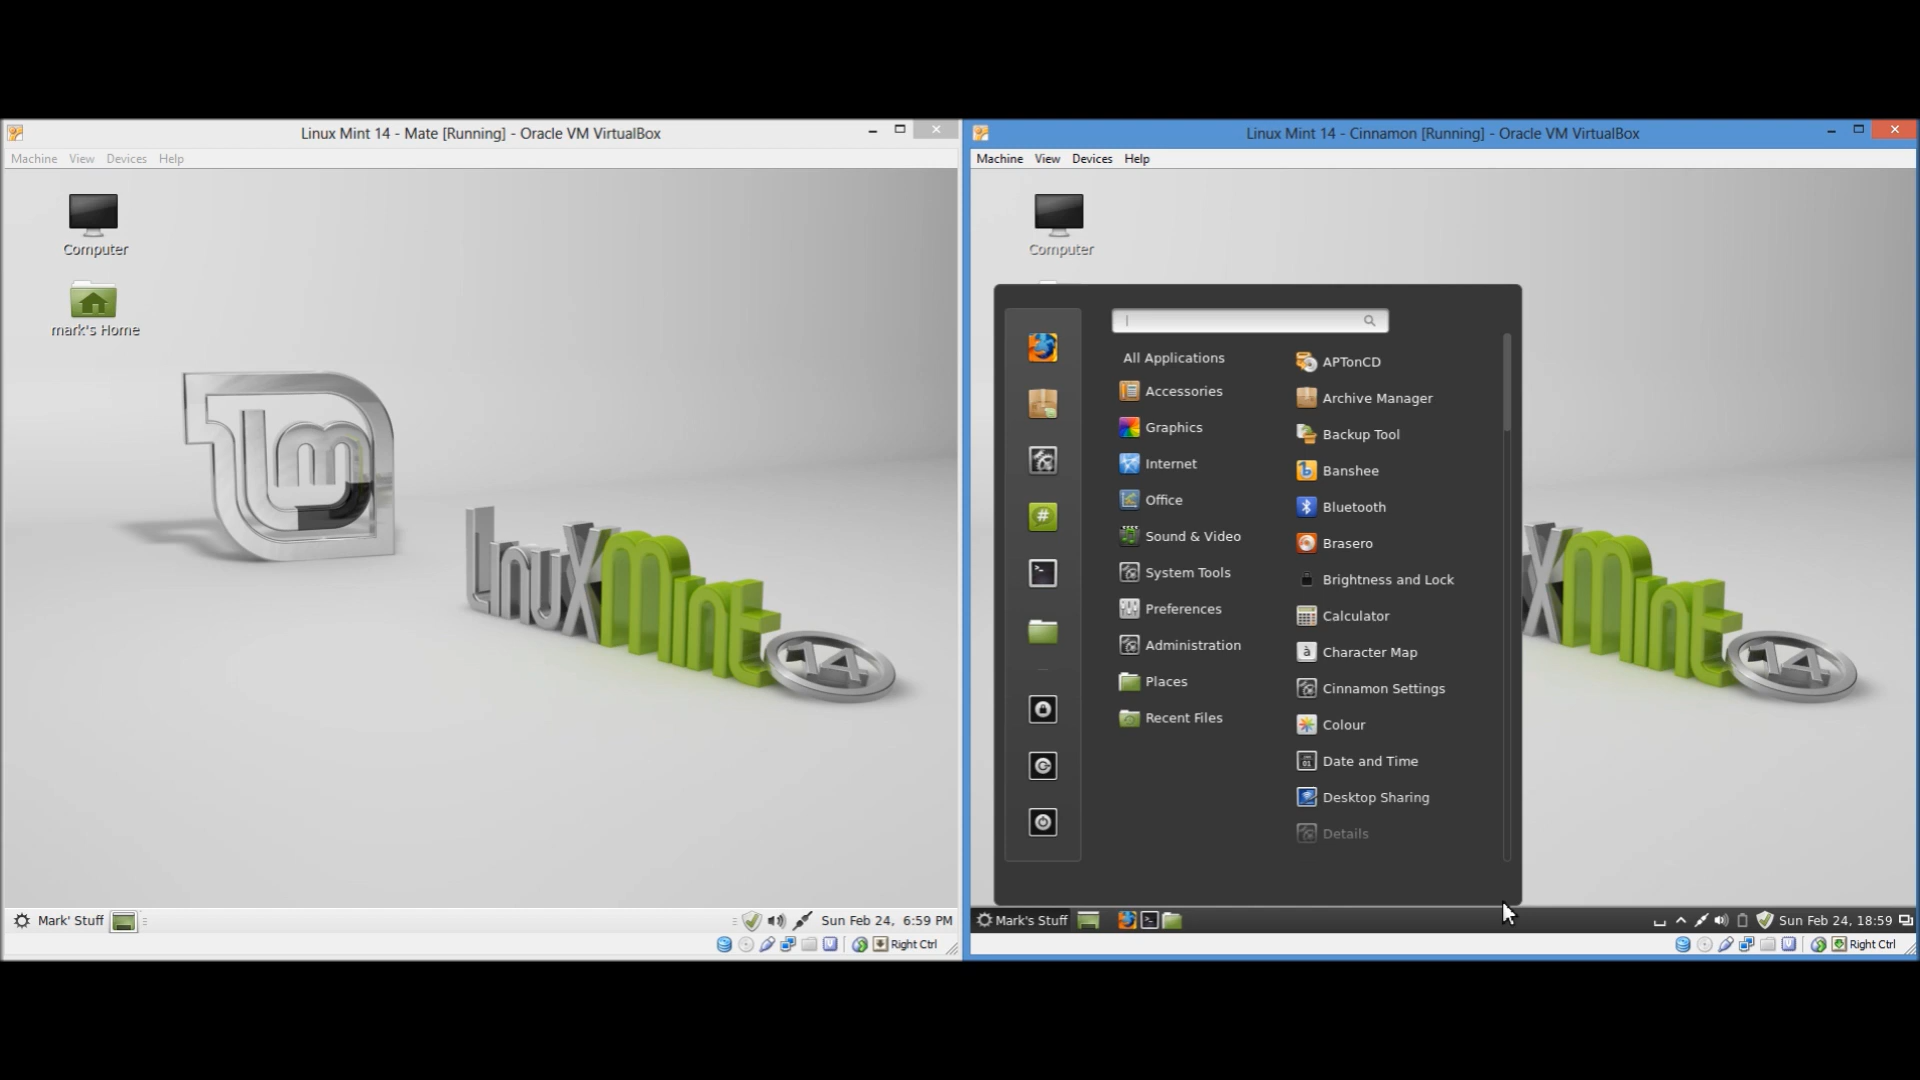 Linux Mint 14 - Mate [Running] - Oracle VM VirtualBox
Machine View Devices Help
Computer
mark's Home
Linux Mint 14
Mark' Stuff
Sun Feb 24, 6:59 PM
Right Ctrl
Linux Mint 14 - Cinnamon [Running] - Oracle VM VirtualBox
Machine View Devices Help
Computer
All Applications
Accessories
Graphics
Internet
Office
Sound & Video
System Tools
Preferences
Administration
Places
Recent Files
APTonCD
Archive Manager
Backup Tool
Banshee
Bluetooth
Brasero
Brightness and Lock
Calculator
Character Map
Cinnamon Settings
Colour
Date and Time
Desktop Sharing
Details
XMint 14
Mark's Stuff
Sun Feb 24, 18:59
Right Ctrl